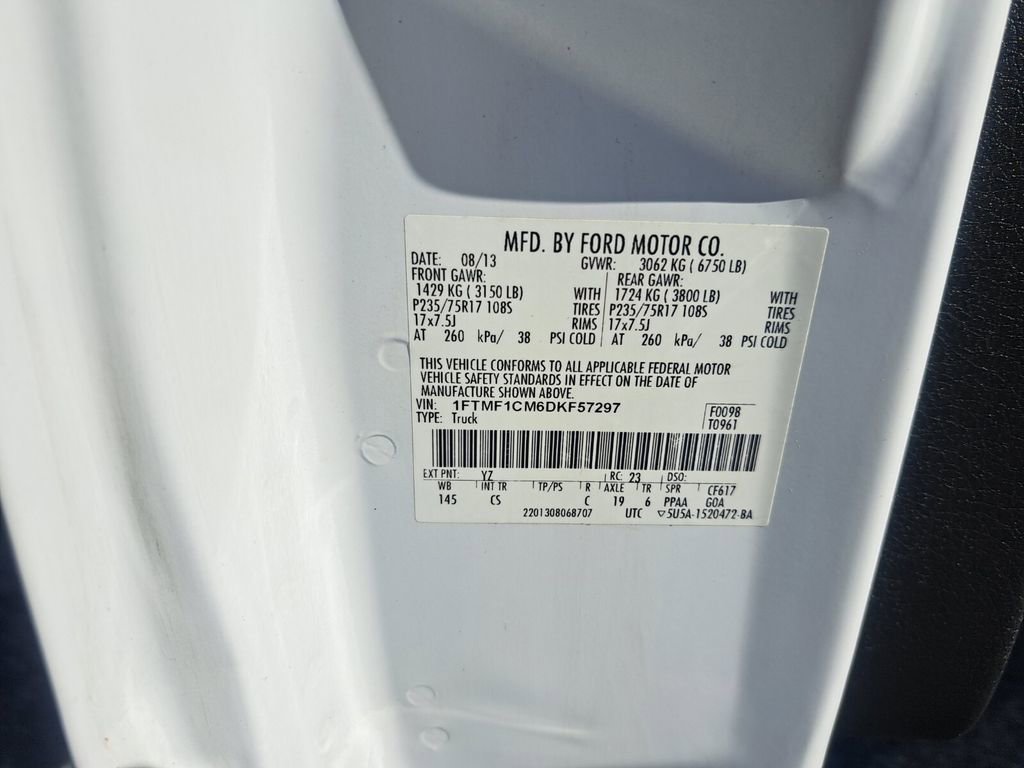 MFD. BY FORD MOTOR CO.
DATE: 08/13 GVWR: 3062 KG ( 6750 LB)
FRONT GAWR: REAR GAWR:
1429 KG ( 3150 LB) WITH 1724 KG ( 3800 LB) WITH
P235/75R17 108S TIRES P235/75R17 108S TIRES
17x7.5J RIMS 17x7.5J RIMS
AT 260 kPa/ 38 PSI COLD AT 260 kPa/ 38 PSI COLD
THIS VEHICLE CONFORMS TO ALL APPLICABLE FEDERAL MOTOR
VEHICLE SAFETY STANDARDS IN EFFECT ON THE DATE OF
MANUFACTURE SHOWN ABOVE.
VIN: 1FTMF1CM6DKF57297 F0098
TYPE: Truck T0961
EXT PNT: YZ RC: 23 DSO:
WB INT TR TP/PS R AXLE TR SPR CF617
145 CS C 19 6 PPAA GOA
2201308068707 UTC ▽5U5A-1520472-BA